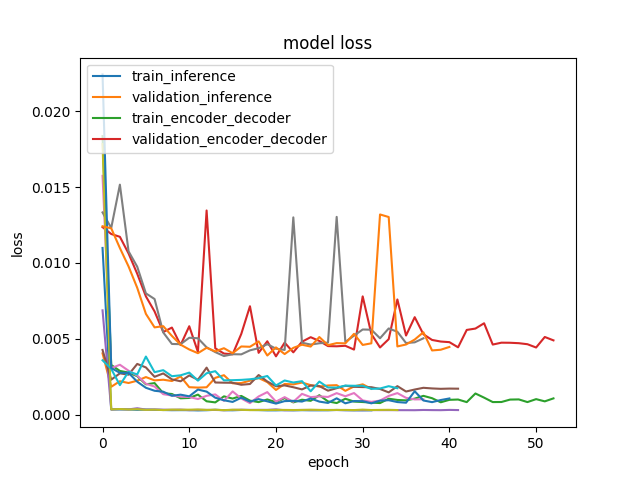 model loss
train_inference
validation_inference
train_encoder_decoder
validation_encoder_decoder
0.020
0.015
0.010
0.005
0.000
loss
0 10 20 30 40 50
epoch